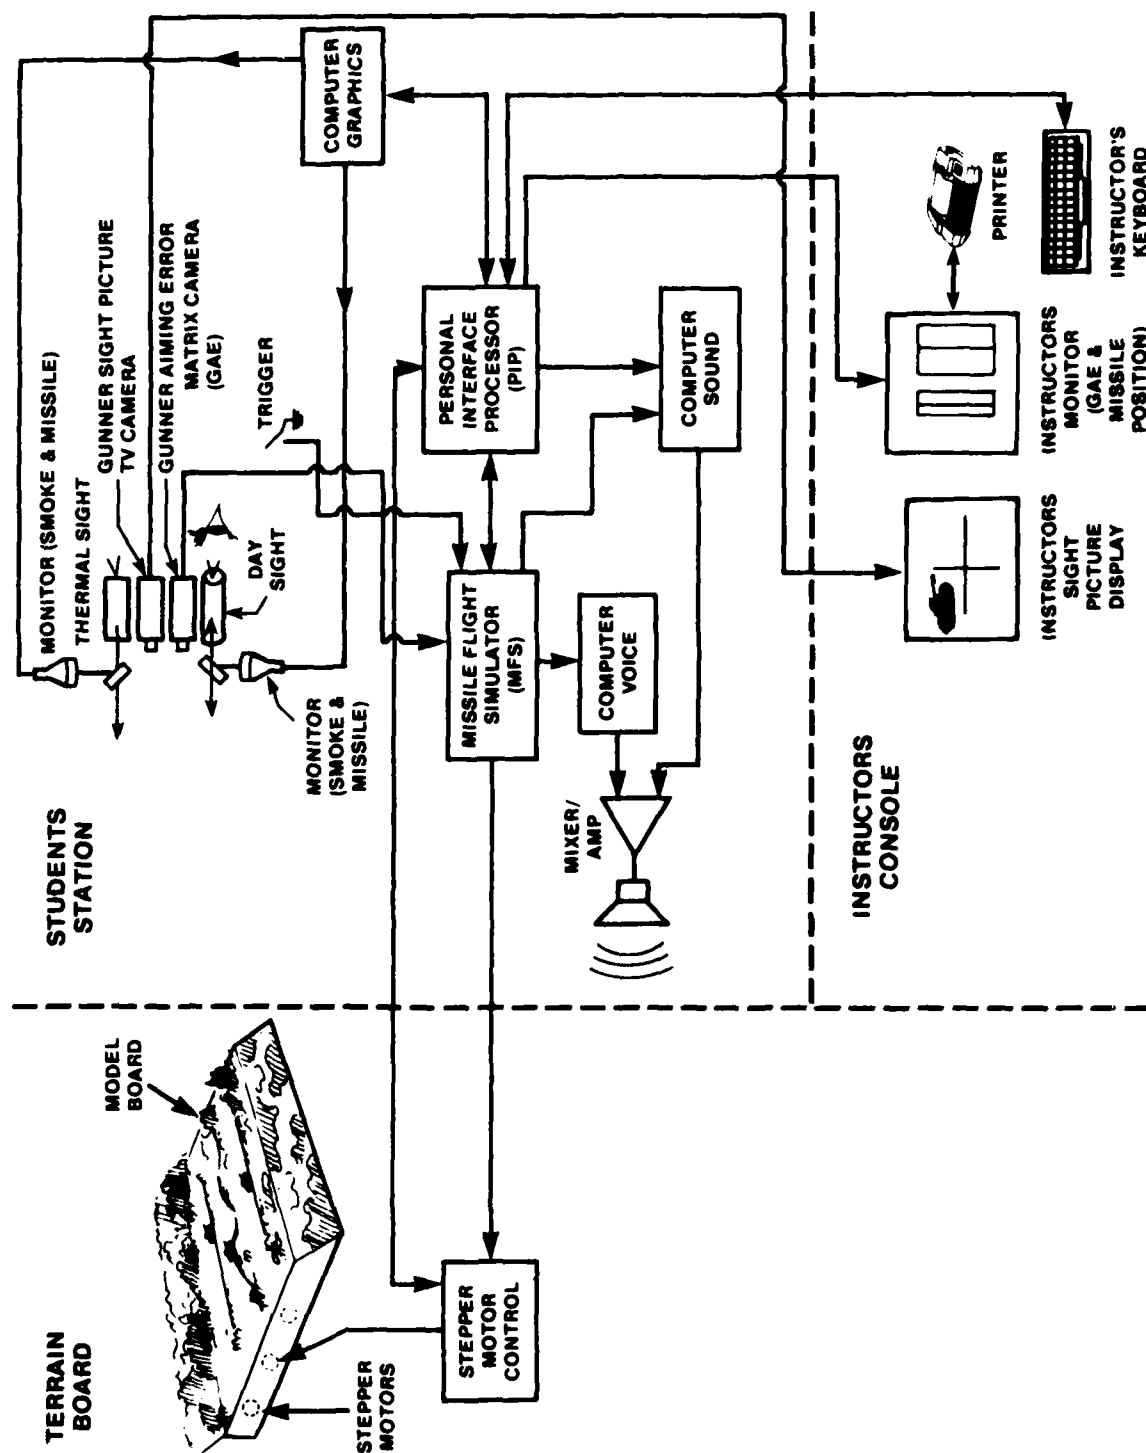 TERRAIN
BOARD
MODEL
BOARD
STEPPER
MOTORS
STEPPER
MOTOR
CONTROL
STUDENTS
STATION
MONITOR (SMOKE & MISSILE)
THERMAL SIGHT
GUNNER SIGHT PICTURE
TV CAMERA
GUNNER AIMING ERROR
MATRIX CAMERA
(GAE)
DAY
SIGHT
MONITOR
(SMOKE &
MISSILE)
TRIGGER
COMPUTER
GRAPHICS
MISSILE FLIGHT
SIMULATOR
(MFS)
PERSONAL
INTERFACE
PROCESSOR
(PIP)
COMPUTER
VOICE
COMPUTER
SOUND
MIXER/
AMP
INSTRUCTORS
CONSOLE
INSTRUCTORS
SIGHT
PICTURE
DISPLAY
INSTRUCTORS
MONITOR
(GAE &
MISSILE
POSITION)
PRINTER
INSTRUCTOR'S
KEYBOARD